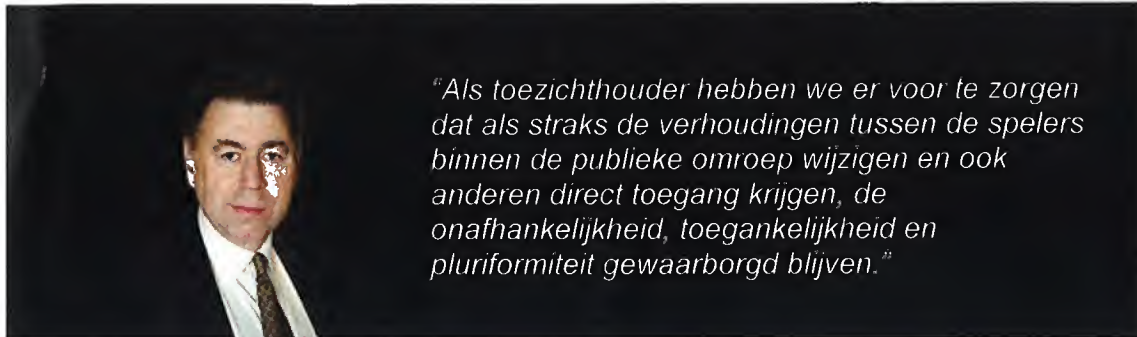 "Als toezichthouder hebben we er voor te zorgen
dat als straks de verhoudingen tussen de spelers
binnen de publieke omroep wijzigen en ook
anderen direct toegang krijgen, de
onafhankelijkheid, toegankelijkheid en
pluriformiteit gewaarborgd blijven."